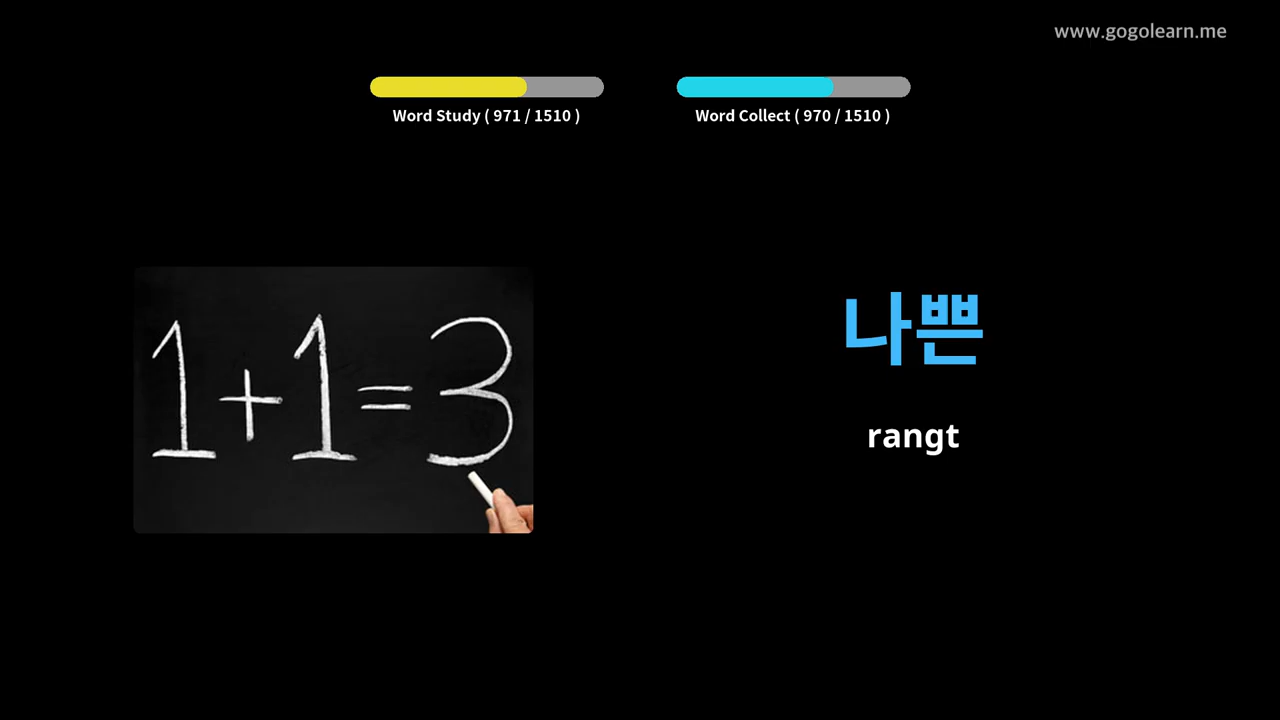 www.gogolearn.me
Word Study ( 971 / 1510 )
Word Collect ( 970 / 1510 )
1+1=3
나쁜
rangt